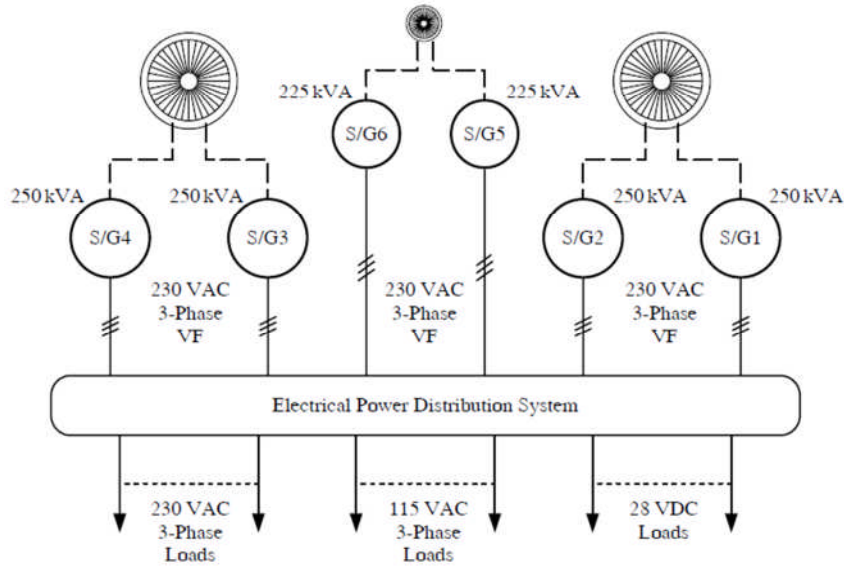 225 kVA
225 kVA
S/G6
S/G5
250 kVA
250 kVA
250 kVA
250 kVA
S/G4
S/G3
S/G2
S/G1
230 VAC
3-Phase
VF
230 VAC
3-Phase
VF
230 VAC
3-Phase
VF
Electrical Power Distribution System
230 VAC
3-Phase
Loads
115 VAC
3-Phase
Loads
28 VDC
Loads